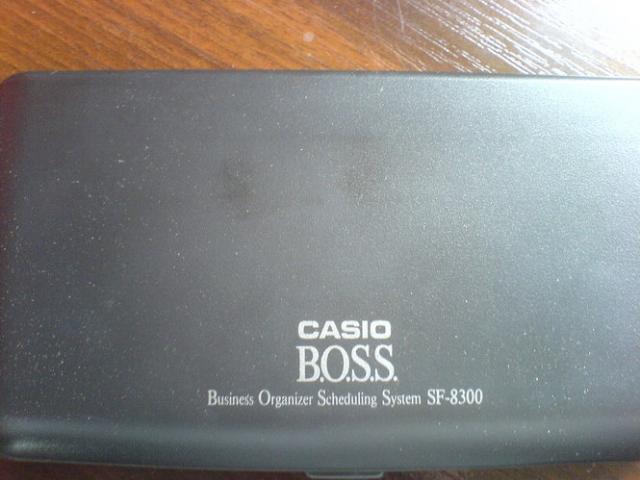 CASIO
B.O.S.S.
Business Organizer Scheduling System SF-8300